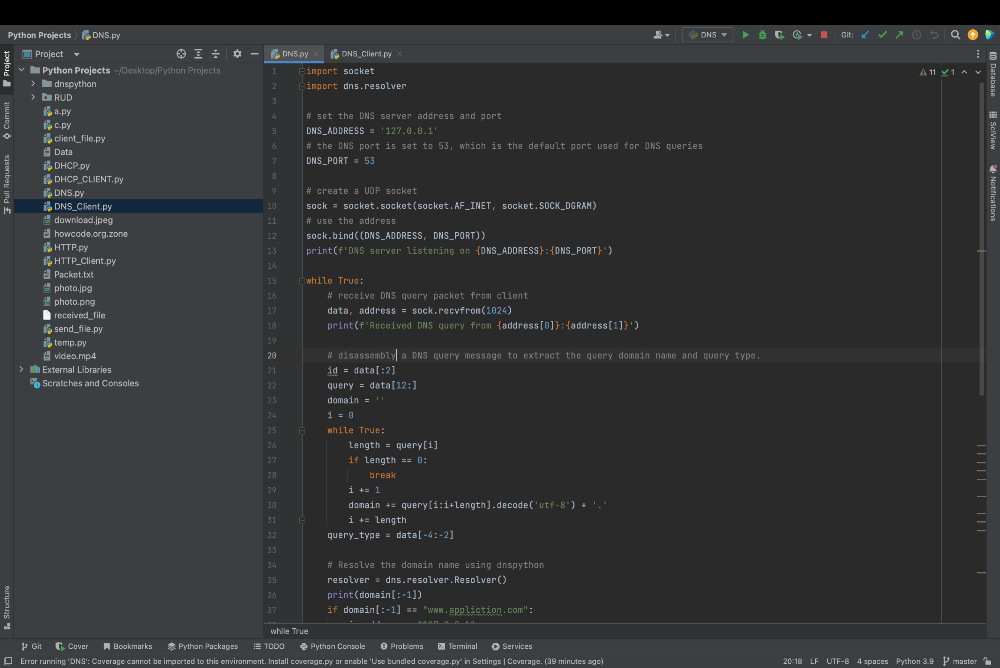 Python Projects DNS.py
DNS
Git:
Project
DNS.py
DNS_Client.py
Project
Commit
Pull Requests
Structure
Python Projects ~/Desktop/Python Projects
dnspython
RUD
a.py
c.py
client_file.py
Data
DHCP.py
DHCP_CLIENT.py
DNS.py
DNS_Client.py
download.jpeg
howcode.org.zone
HTTP.py
HTTP_Client.py
Packet.txt
photo.jpg
photo.png
received_file
send_file.py
temp.py
video.mp4
External Libraries
Scratches and Consoles
11 1
1 import socket
2 import dns.resolver
3
4 # set the DNS server address and port
5 DNS_ADDRESS = '127.0.0.1'
6 # the DNS port is set to 53, which is the default port used for DNS queries
7 DNS_PORT = 53
8
9 # create a UDP socket
10 sock = socket.socket(socket.AF_INET, socket.SOCK_DGRAM)
11 # use the address
12 sock.bind((DNS_ADDRESS, DNS_PORT))
13 print(f'DNS server listening on {DNS_ADDRESS}:{DNS_PORT}')
14
15 while True:
16 # receive DNS query packet from client
17 data, address = sock.recvfrom(1024)
18 print(f'Received DNS query from {address[0]}:{address[1]}')
19
20 # disassembly a DNS query message to extract the query domain name and query type.
21 id = data[:2]
22 query = data[12:]
23 domain = ''
24 i = 0
25 while True:
26 length = query[i]
27 if length == 0:
28 break
29 i += 1
30 domain += query[i:i+length].decode('utf-8') + '.'
31 i += length
32 query_type = data[-4:-2]
33
34 # Resolve the domain name using dnspython
35 resolver = dns.resolver.Resolver()
36 print(domain[:-1])
37 if domain[:-1] == "www.appliction.com":
while True
Database
SciView
Notifications
Git Cover Bookmarks Python Packages TODO Python Console Problems Terminal Services
Error running 'DNS': Coverage cannot be imported to this environment. Install coverage.py or enable 'Use bundled coverage.py' in Settings | Coverage. (39 minutes ago)
20:18 LF UTF-8 4 spaces Python 3.9 master